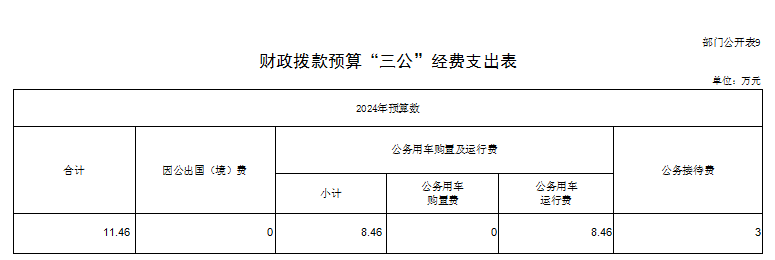 部门公开表9
财政拨款预算“三公”经费支出表
单位：万元
2024年预算数
合计
因公出国（境）费
公务用车购置及运行费
公务接待费
小计
公务用车
购置费
公务用车
运行费
11.46
0
8.46
0
8.46
3